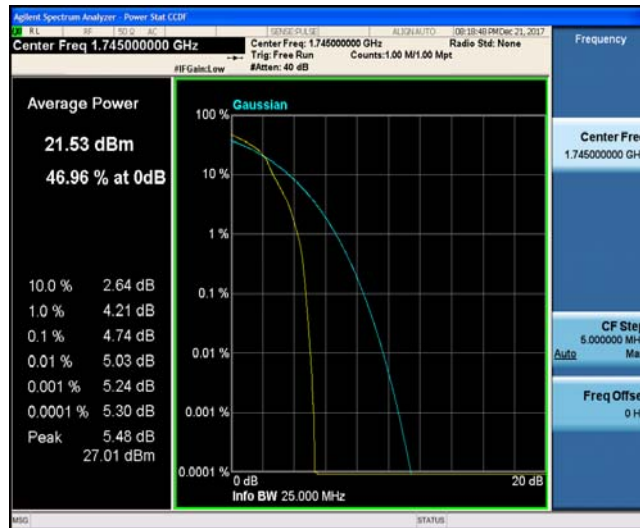 Agilent Spectrum Analyzer - Power Stat CCDF
RL RF 50 Ω AC SENSE:PULSE ALIGN AUTO 08:18:48 PM Dec 21, 2017
Center Freq 1.745000000 GHz
Center Freq: 1.745000000 GHz Radio Std: None
Trig: Free Run Counts:1.00 M/1.00 Mpt
#IFGain:Low #Atten: 40 dB
Average Power
21.53 dBm
46.96 % at 0dB
10.0 % 2.64 dB
1.0 % 4.21 dB
0.1 % 4.74 dB
0.01 % 5.03 dB
0.001 % 5.24 dB
0.0001 % 5.30 dB
Peak 5.48 dB
27.01 dBm
Gaussian
100 %
10 %
1 %
0.1 %
0.01 %
0.001 %
0.0001 %
0 dB 20 dB
Info BW 25.000 MHz
Frequency
Center Fre
1.745000000 GH
CF Step
5.000000 MH
Auto Ma
Freq Offse
0 H
MSG STATUS